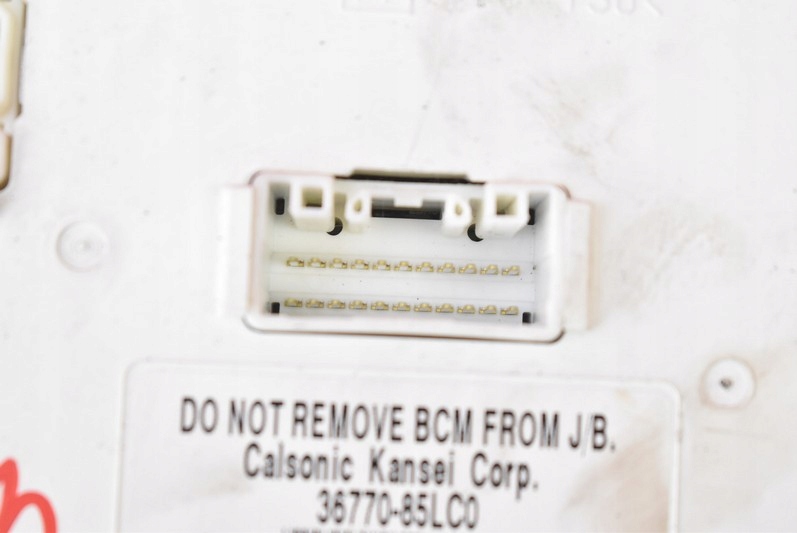 DO NOT REMOVE BCM FROM J/B.
Calsonic Kansei Corp.
36770-85LC0